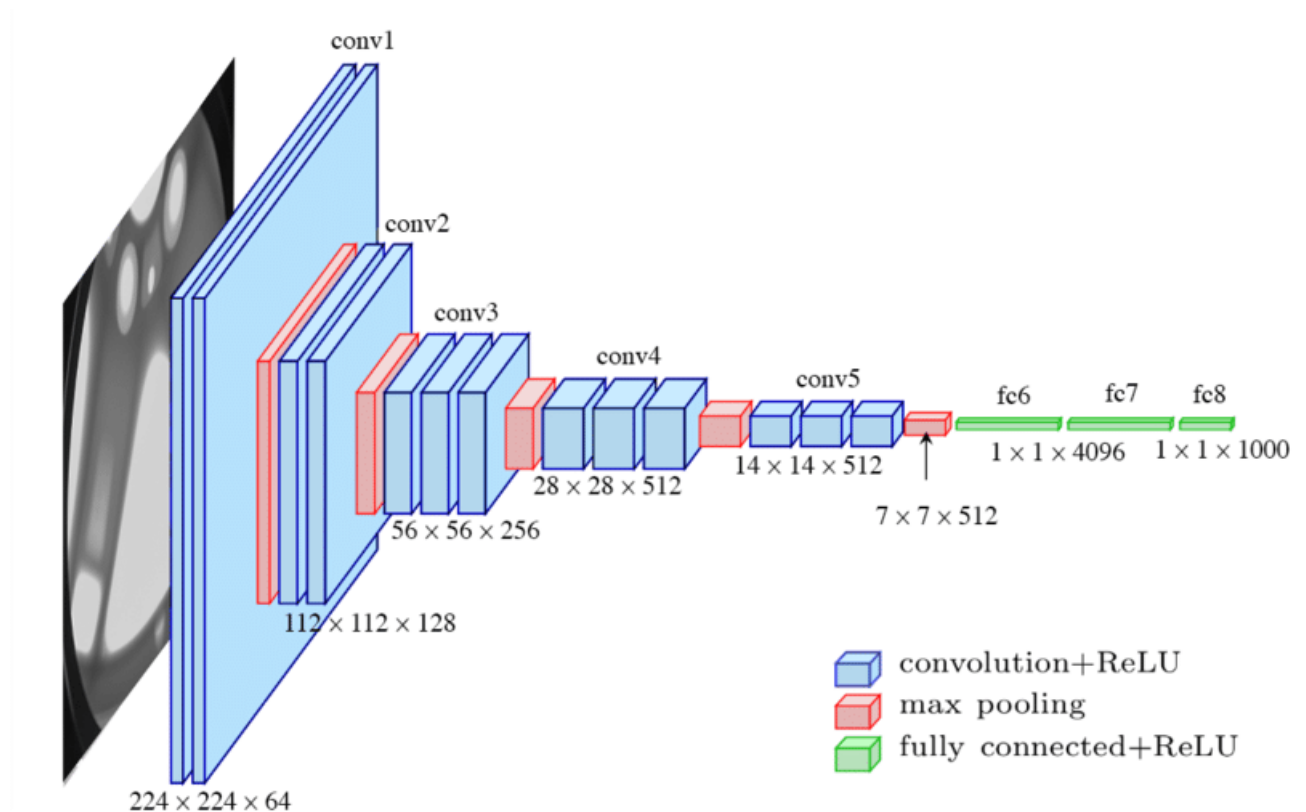 conv1
conv2
conv3
conv4
conv5
fc6
fc7
fc8
1 × 1 × 4096
1 × 1 × 1000
14 × 14 × 512
28 × 28 × 512
7 × 7 × 512
56 × 56 × 256
112 × 112 × 128
224 × 224 × 64
convolution+ReLU
max pooling
fully connected+ReLU